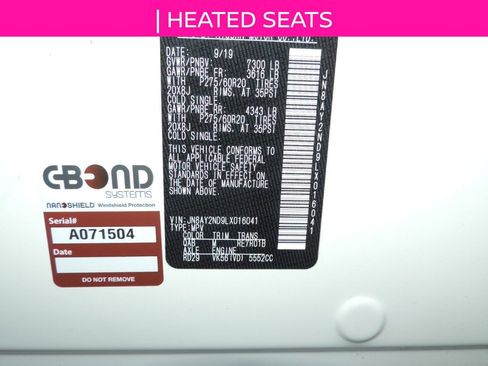 | HEATED SEATS
DATE: 9/19
GVWR/PNBV: 7300 LB
GAWR/PNBE FR: 3616 LB
WITH P275/60R20 TIRES,
20X8J RIMS, AT 35PSI
COLD SINGLE.
GAWR/PNBE RR: 4343 LB
WITH P275/60R20 TIRES,
20X8J RIMS, AT 35PSI
COLD SINGLE.
THIS VEHICLE CONFORMS TO
ALL APPLICABLE FEDERAL
MOTOR VEHICLE SAFETY
STANDARDS IN EFFECT ON THE
DATE OF MANUFACTURE
SHOWN ABOVE.
VIN: JN8AY2ND9LX016041
TYPE: MPV
COLOR TRIM TRANS
QAB M RE7R01B
AXLE ENGINE
RD29 VK56(VD) 5552CC
JN8AY2ND9LX016041
G-BOND
SYSTEMS
NANOSHIELD Windshield Protection
Serial#
A071504
Date
DO NOT REMOVE